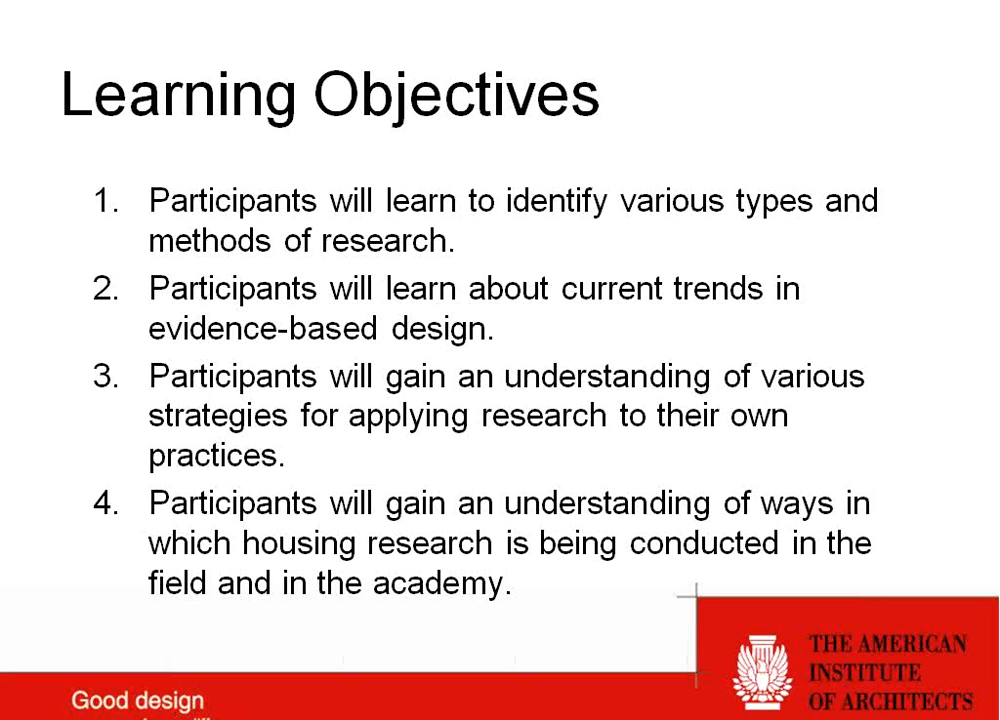 Learning Objectives
1. Participants will learn to identify various types and
methods of research.
2. Participants will learn about current trends in
evidence-based design.
3. Participants will gain an understanding of various
strategies for applying research to their own
practices.
4. Participants will gain an understanding of ways in
which housing research is being conducted in the
field and in the academy.
THE AMERICAN
INSTITUTE
OF ARCHITECTS
Good design